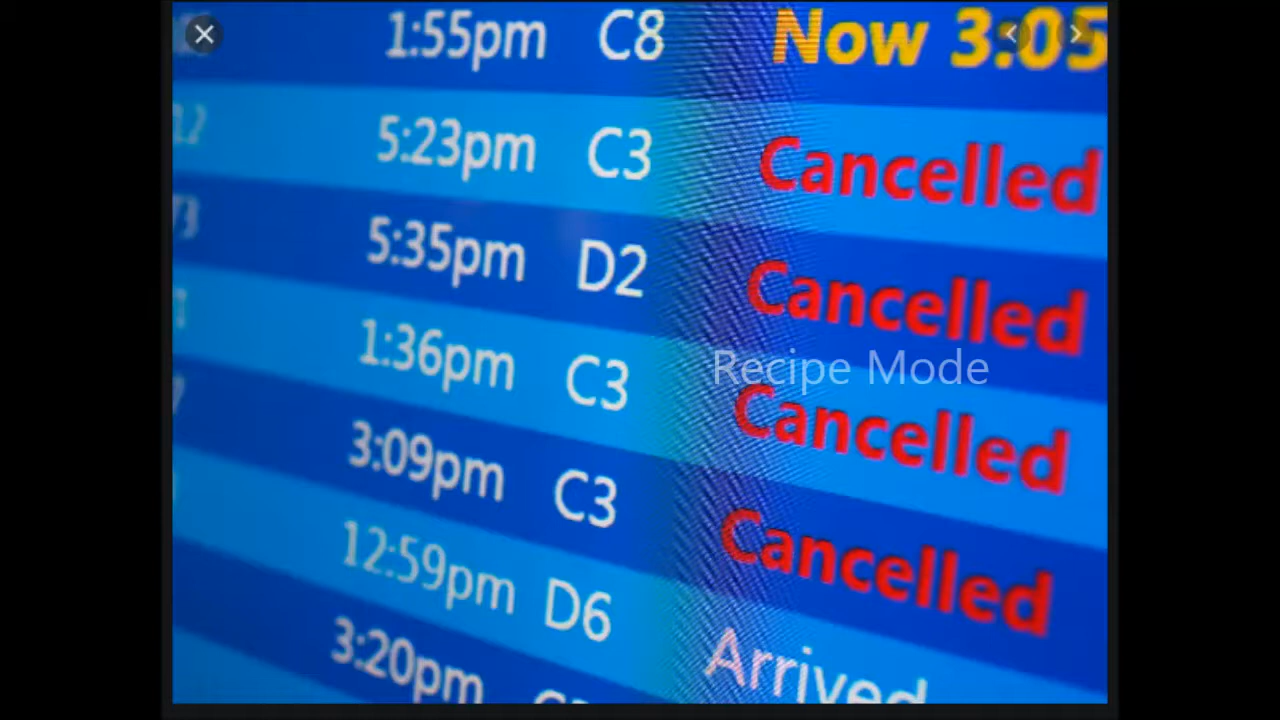 1:55pm C8 Now 3:05
12 5:23pm C3 Cancelled
5:35pm D2 Cancelled
1:36pm C3 Cancelled
Recipe Mode
3:09pm C3 Cancelled
12:59pm D6 Arrived
3:20pm